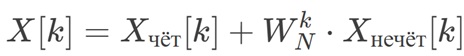 X[k] = X_чёт[k] + W_N^k · X_нечёт[k]